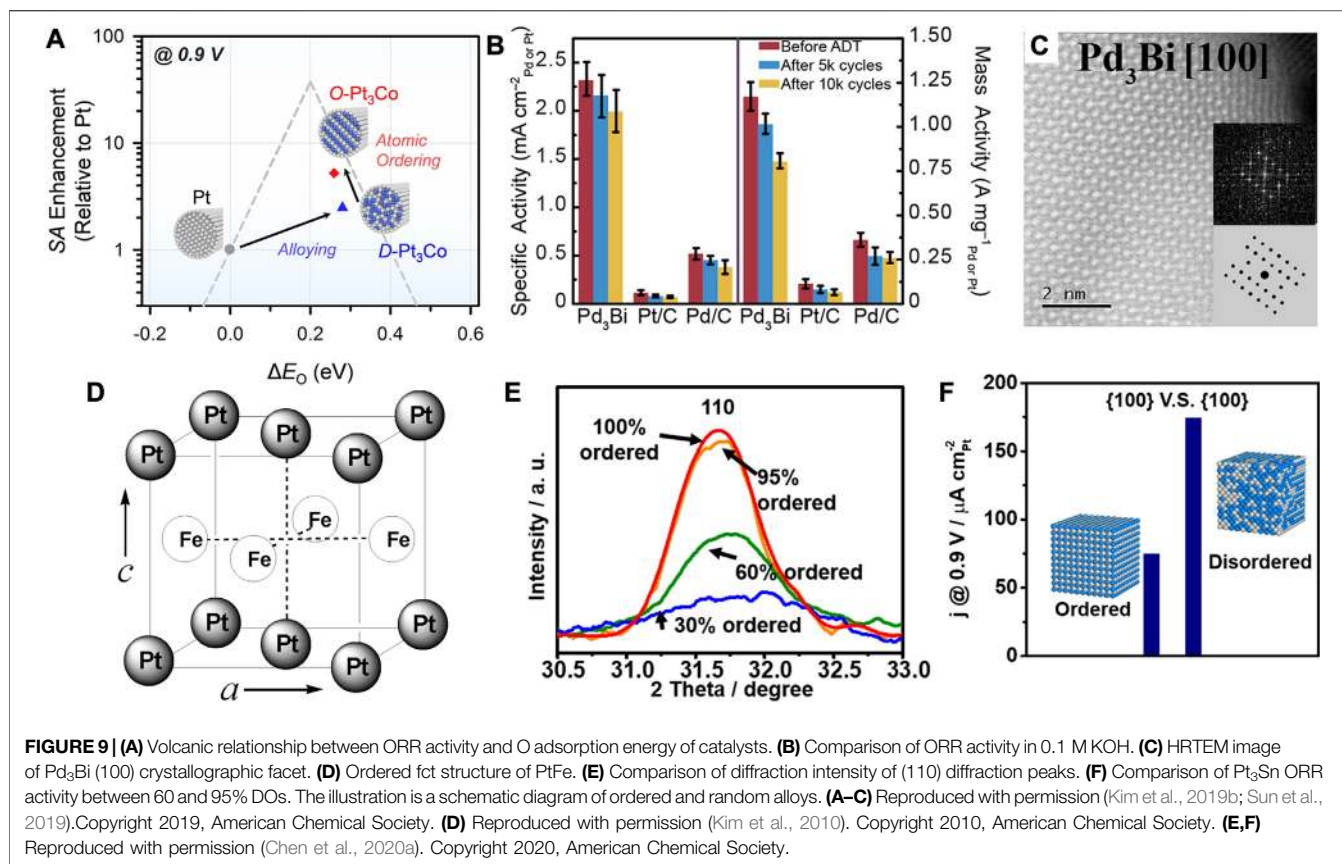 A
@ 0.9 V
100
10
1
SA Enhancement
(Relative to Pt)
O-Pt₃Co
Atomic
Ordering
Pt
Alloying
D-Pt₃Co
-0.2 0.0 0.2 0.4 0.6
ΔE_O (eV)
B
Before ADT
After 5k cycles
After 10k cycles
2.5
2.0
1.5
1.0
0.5
0
Specific Activity (mA cm⁻² Pd or Pt)
1.50
1.25
1.00
0.75
0.50
0.25
0
Mass Activity (A mg⁻¹ Pd or Pt)
Pd₃Bi Pt/C Pd/C Pd₃Bi Pt/C Pd/C
C
Pd₃Bi [100]
2 nm
D
Pt Pt Pt
Pt Pt
Fe Fe Fe Fe
Pt Pt Pt
Pt Pt
c
a
E
110
100%
ordered
95%
ordered
60% ordered
30% ordered
Intensity / a. u.
30.5 31.0 31.5 32.0 32.5 33.0
2 Theta / degree
F
{100} V.S. {100}
200
150
100
50
0
j @ 0.9 V / μA cm⁻²Pt
Ordered
Disordered
FIGURE 9 | (A) Volcanic relationship between ORR activity and O adsorption energy of catalysts. (B) Comparison of ORR activity in 0.1 M KOH. (C) HRTEM image
of Pd₃Bi (100) crystallographic facet. (D) Ordered fct structure of PtFe. (E) Comparison of diffraction intensity of (110) diffraction peaks. (F) Comparison of Pt₃Sn ORR
activity between 60 and 95% DOs. The illustration is a schematic diagram of ordered and random alloys. (A–C) Reproduced with permission (Kim et al., 2019b; Sun et al.,
2019).Copyright 2019, American Chemical Society. (D) Reproduced with permission (Kim et al., 2010). Copyright 2010, American Chemical Society. (E,F)
Reproduced with permission (Chen et al., 2020a). Copyright 2020, American Chemical Society.